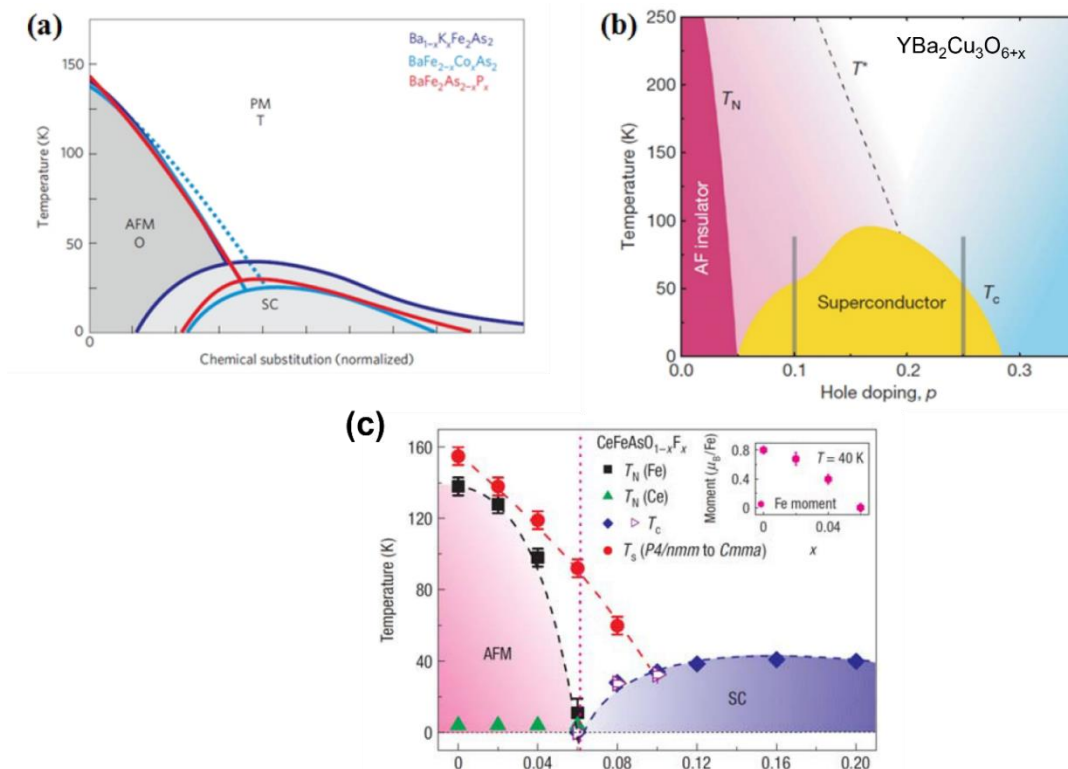 (a)
Ba1−xKxFe2As2
BaFe2−xCoxAs2
BaFe2As2−xPx
150
100
50
0
Temperature (K)
PM
T
AFM
O
SC
0
Chemical substitution (normalized)
(b)
YBa2Cu3O6+x
250
200
150
100
50
0
Temperature (K)
TN
T*
AF insulator
Superconductor
Tc
0.0
0.1
0.2
0.3
Hole doping, p
(c)
CeFeAsO1−xFx
TN (Fe)
TN (Ce)
Tc
Ts (P4/nmm to Cmma)
160
120
80
40
0
Temperature (K)
AFM
SC
0
0.04
0.08
0.12
0.16
0.20
Moment (μB/Fe)
0.8
0.4
0
T = 40 K
Fe moment
0
0.04
x